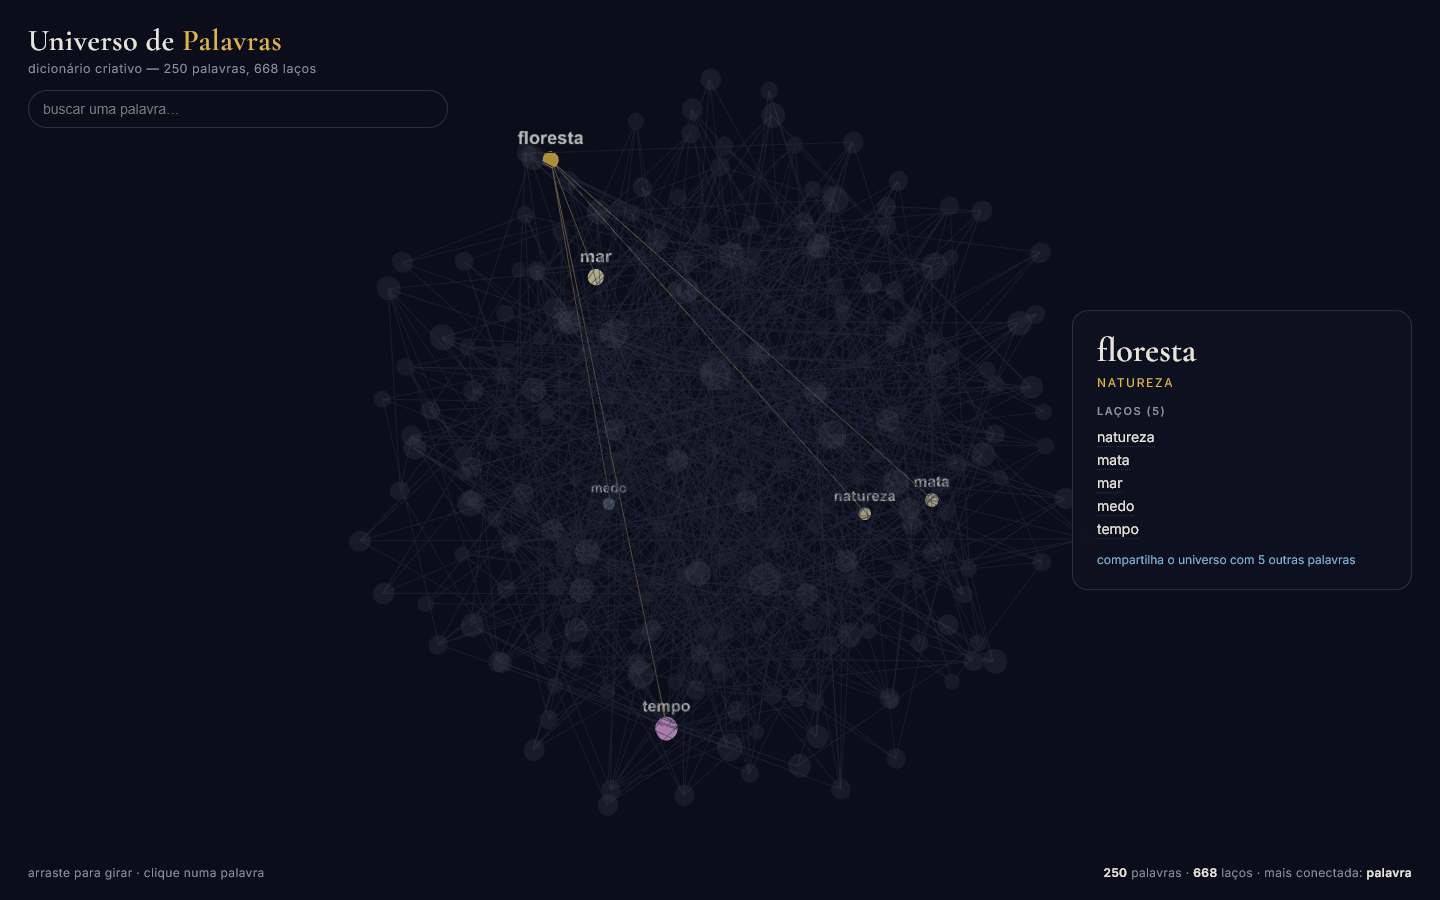 Universo de Palavras
dicionário criativo — 250 palavras, 668 laços
buscar uma palavra...
floresta
mar
medo
natureza
mata
tempo
floresta
NATUREZA
LAÇOS (5)
natureza
mata
mar
medo
tempo
compartilha o universo com 5 outras palavras
arraste para girar · clique numa palavra
250 palavras · 668 laços · mais conectada: palavra